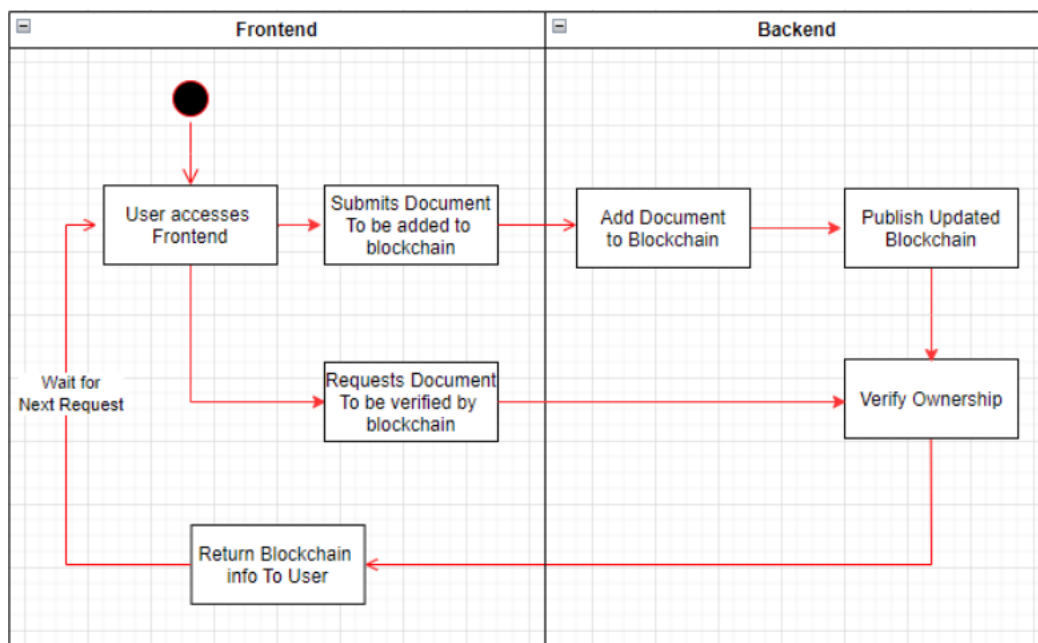 Frontend
Backend
User accesses
Frontend
Submits Document
To be added to
blockchain
Add Document
to Blockchain
Publish Updated
Blockchain
Wait for
Next Request
Requests Document
To be verified by
blockchain
Verify Ownership
Return Blockchain
info To User